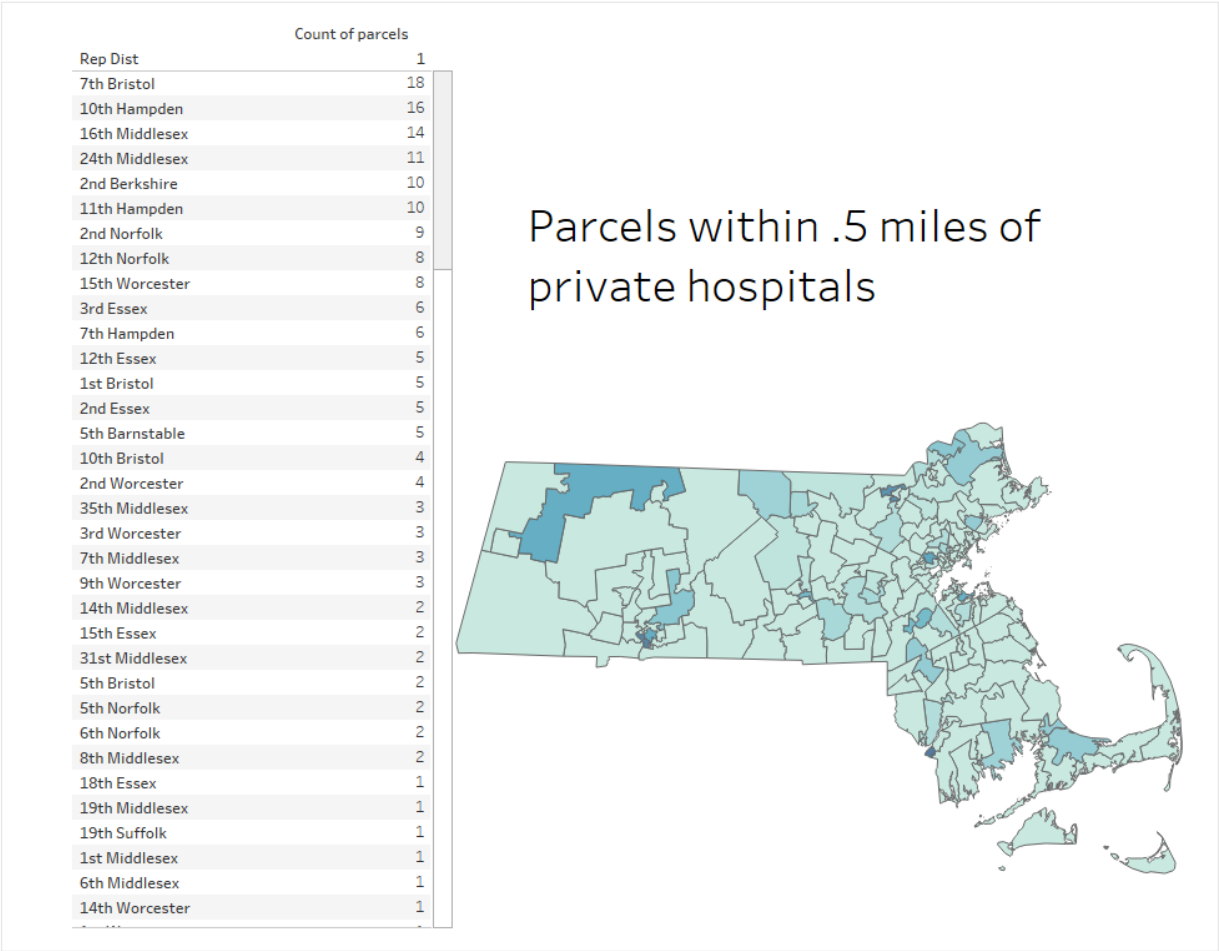 Count of parcels
Rep Dist 1
7th Bristol 18
10th Hampden 16
16th Middlesex 14
24th Middlesex 11
2nd Berkshire 10
11th Hampden 10
2nd Norfolk 9
12th Norfolk 8
15th Worcester 8
3rd Essex 6
7th Hampden 6
12th Essex 5
1st Bristol 5
2nd Essex 5
5th Barnstable 5
10th Bristol 4
2nd Worcester 4
35th Middlesex 3
3rd Worcester 3
7th Middlesex 3
9th Worcester 3
14th Middlesex 2
15th Essex 2
31st Middlesex 2
5th Bristol 2
5th Norfolk 2
6th Norfolk 2
8th Middlesex 2
18th Essex 1
19th Middlesex 1
19th Suffolk 1
1st Middlesex 1
6th Middlesex 1
14th Worcester 1
Parcels within .5 miles of
private hospitals